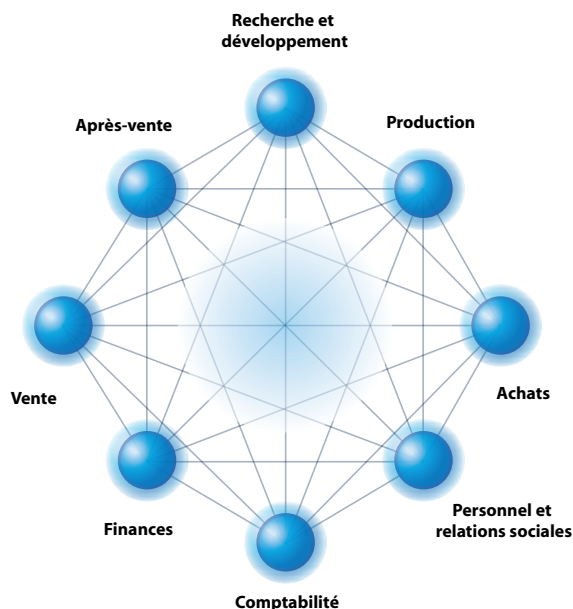 Recherche et
développement
Après-vente
Production
Vente
Achats
Finances
Personnel et
relations sociales
Comptabilité